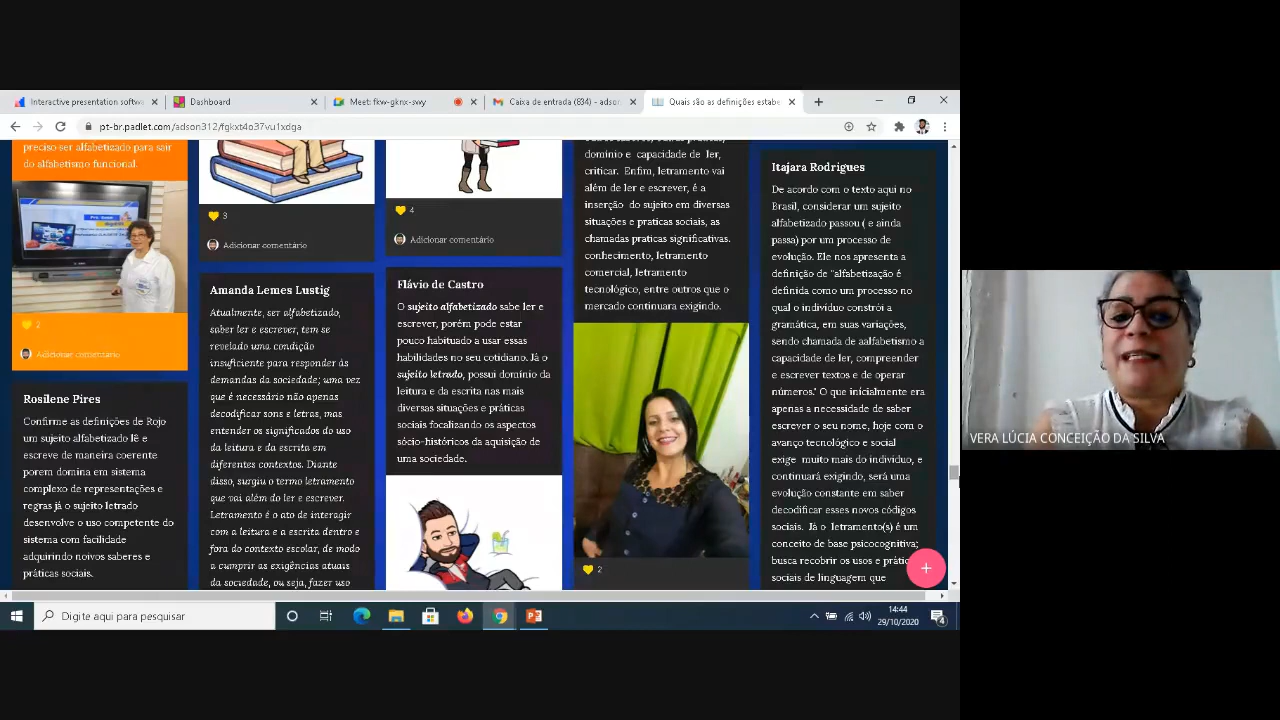 Interactive presentation softwa
Dashboard
Meet: fkw-gknx-swy
Caixa de entrada (834) - adson
Quais são as definições estabe
pt-br.padlet.com/adson312/fgkxt4o37vu1xdga
preciso ser alfabetizado para sair
do alfabetismo funcional.
2
Adicionar comentário
Rosilene Pires
Confirme as definições de Rojo
um sujeito alfabetizado lê e
escreve de maneira coerente
porem domina em sistema
complexo de representações e
regras já o sujeito letrado
desenvolve o uso competente do
sistema com facilidade
adquirindo noivos saberes e
práticas sociais.
3
Adicionar comentário
Amanda Lemes Lustig
Atualmente, ser alfabetizado,
saber ler e escrever, tem se
revelado uma condição
insuficiente para responder às
demandas da sociedade; uma vez
que é necessário não apenas
decodificar sons e letras, mas
entender os significados do uso
da leitura e da escrita em
diferentes contextos. Diante
disso, surgiu o termo letramento
que vai além do ler e escrever.
Letramento é o ato de interagir
com a leitura e a escrita dentro e
fora do contexto escolar, de modo
a cumprir as exigências atuais
da sociedade, ou seja, fazer uso
4
Adicionar comentário
Flávio de Castro
O sujeito alfabetizado sabe ler e
escrever, porém pode estar
pouco habituado a usar essas
habilidades no seu cotidiano. Já o
sujeito letrado, possui domínio da
leitura e da escrita nas mais
diversas situações e práticas
sociais focalizando os aspectos
sócio-históricos da aquisição de
uma sociedade.
domínio e capacidade de ler,
criticar. Enfim, letramento vai
além de ler e escrever, é a
inserção do sujeito em diversas
situações e praticas sociais, as
chamadas praticas significativas.
conhecimento, letramento
comercial, letramento
tecnológico, entre outros que o
mercado continuara exigindo.
2
Itajara Rodrigues
De acordo com o texto aqui no
Brasil, considerar um sujeito
alfabetizado passou ( e ainda
passa) por um processo de
evolução. Ele nos apresenta a
definição de "alfabetização é
definida como um processo no
qual o indivíduo constrói a
gramática, em suas variações,
sendo chamada de aalfabetismo a
capacidade de ler, compreender
e escrever textos e de operar
números." O que inicialmente era
apenas a necessidade de saber
escrever o seu nome, hoje com o
avanço tecnológico e social
exige muito mais do individuo, e
continuará exigindo, será uma
evolução constante em saber
decodificar esses novos códigos
sociais. Já o letramento(s) é um
conceito de base psicocognitiva;
busca recobrir os usos e prátic
sociais de linguagem que
VERA LÚCIA CONCEIÇÃO DA SILVA
Digite aqui para pesquisar
14:44
29/10/2020
4